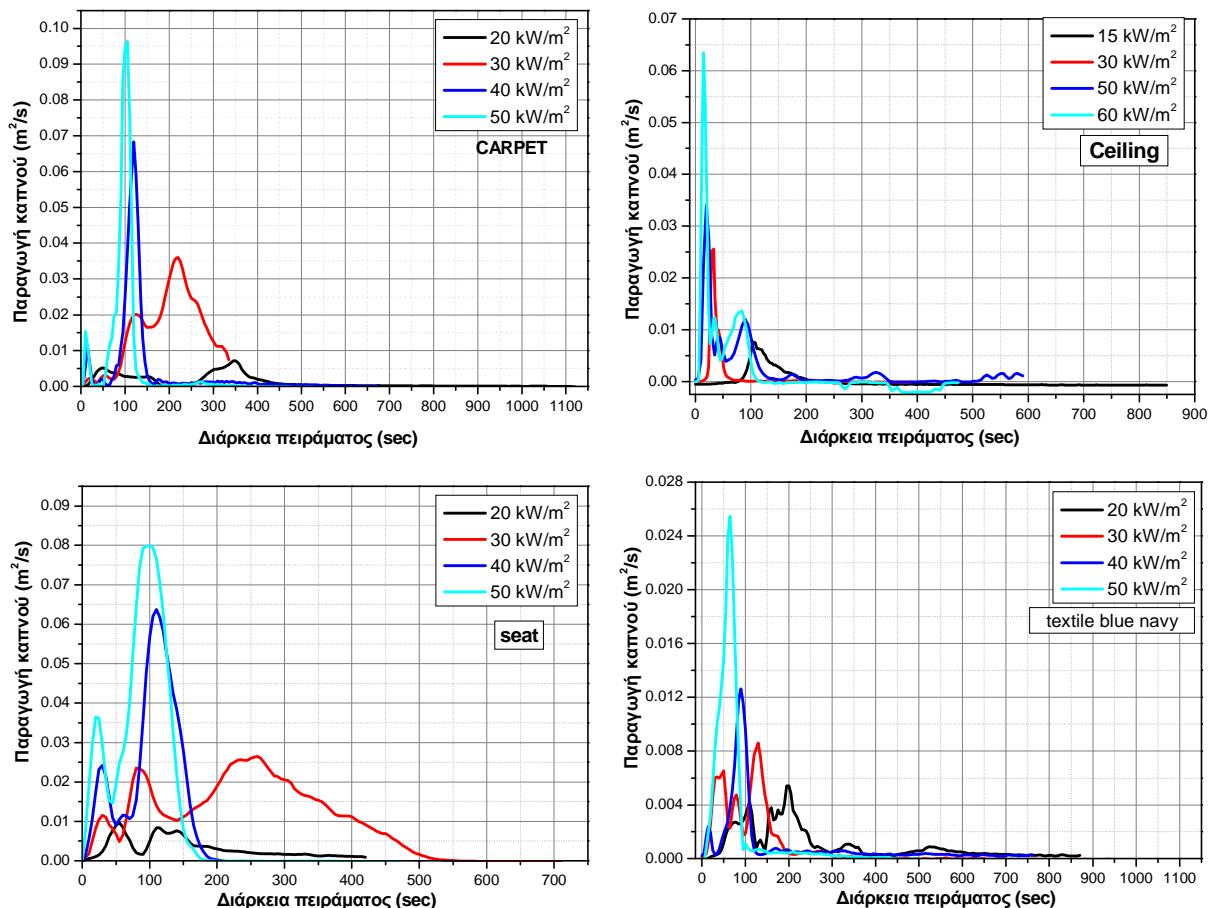 0.10
0.09
0.08
0.07
0.06
0.05
0.04
0.03
0.02
0.01
0.00
Παραγωγή καπνού (m²/s)
20 kW/m²
30 kW/m²
40 kW/m²
50 kW/m²
CARPET
0 100 200 300 400 500 600 700 800 900 1000 1100
Διάρκεια πειράματος (sec)
0.07
0.06
0.05
0.04
0.03
0.02
0.01
0.00
Παραγωγή καπνού (m²/s)
15 kW/m²
30 kW/m²
50 kW/m²
60 kW/m²
Ceiling
0 100 200 300 400 500 600 700 800 900
Διάρκεια πειράματος (sec)
0.09
0.08
0.07
0.06
0.05
0.04
0.03
0.02
0.01
0.00
Παραγωγή καπνού (m²/s)
20 kW/m²
30 kW/m²
40 kW/m²
50 kW/m²
seat
0 100 200 300 400 500 600 700
Διάρκεια πειράματος (sec)
0.028
0.024
0.020
0.016
0.012
0.008
0.004
0.000
Παραγωγή καπνού (m²/s)
20 kW/m²
30 kW/m²
40 kW/m²
50 kW/m²
textile blue navy
0 100 200 300 400 500 600 700 800 900 1000 1100
Διάρκεια πειράματος (sec)